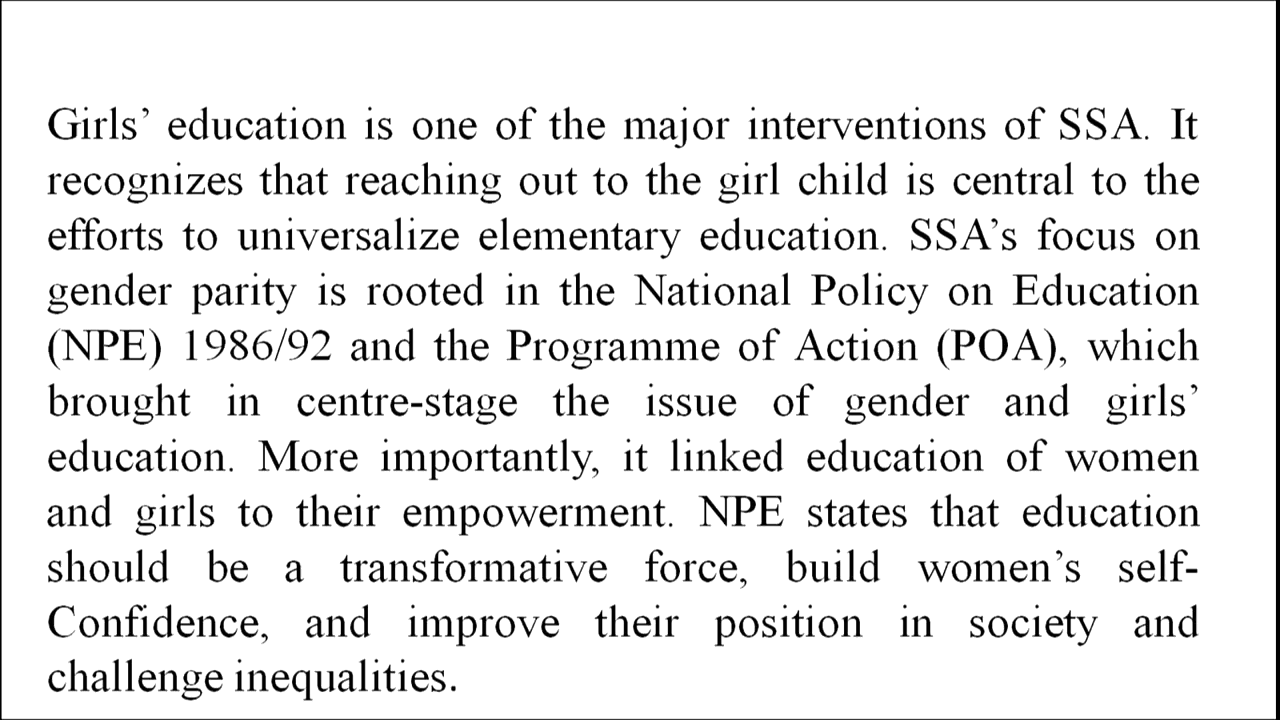 Girls’ education is one of the major interventions of SSA. It
recognizes that reaching out to the girl child is central to the
efforts to universalize elementary education. SSA’s focus on
gender parity is rooted in the National Policy on Education
(NPE) 1986/92 and the Programme of Action (POA), which
brought in centre-stage the issue of gender and girls’
education. More importantly, it linked education of women
and girls to their empowerment. NPE states that education
should be a transformative force, build women’s self-
Confidence, and improve their position in society and
challenge inequalities.